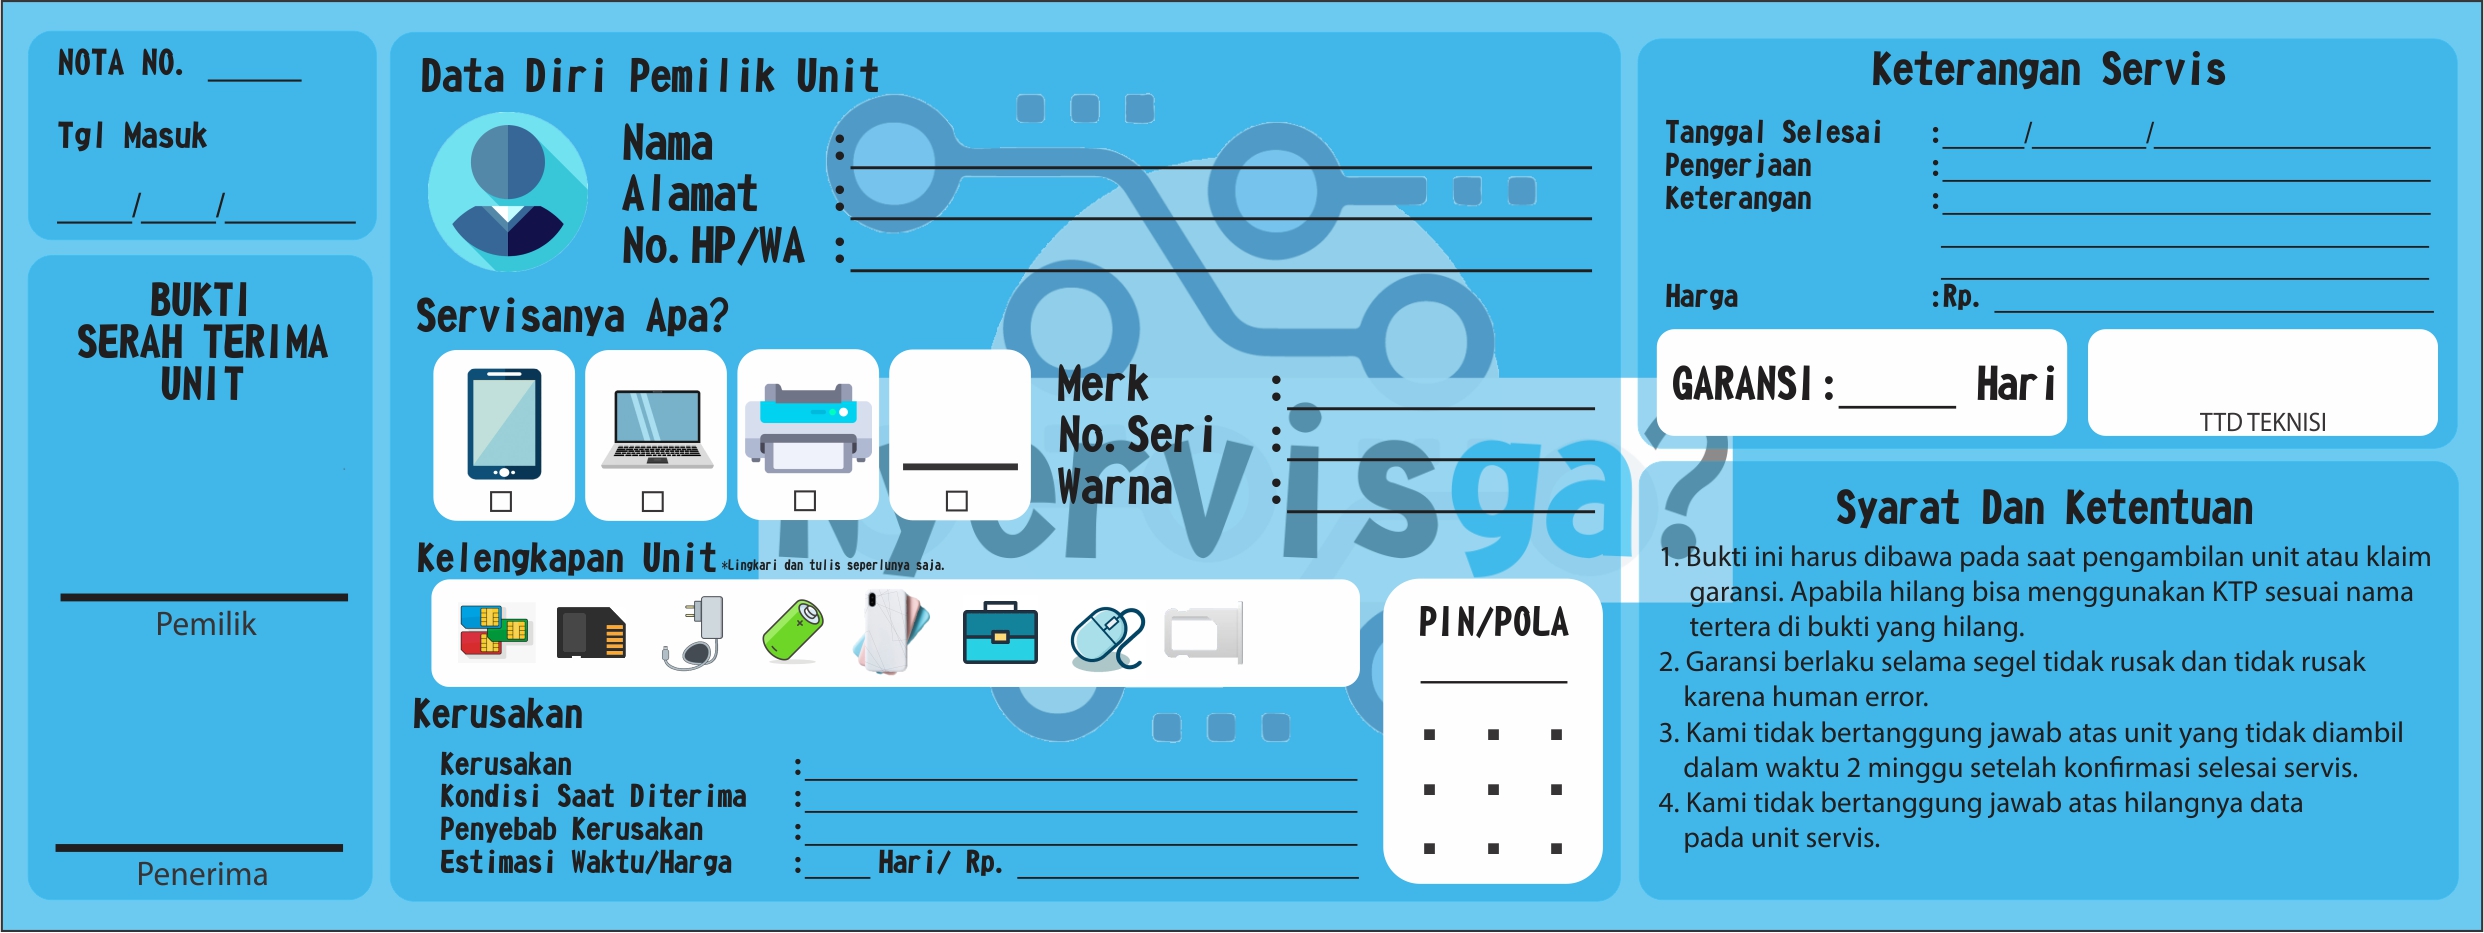 NOTA NO. ______
Tgl Masuk
____/____/_______
BUKTI
SERAH TERIMA
UNIT
Pemilik
Penerima
Data Diri Pemilik Unit
Nama :
Alamat :
No.HP/WA :
Servisanya Apa?
Merk :
No.Seri :
Warna :
Nyervisga?
Kelengkapan Unit *Lingkari dan tulis seperlunya saja.
PIN/POLA
Kerusakan
Kerusakan :
Kondisi Saat Diterima :
Penyebab Kerusakan :
Estimasi Waktu/Harga :____ Hari/ Rp. ______
Keterangan Servis
Tanggal Selesai :____/____/____
Pengerjaan :
Keterangan :
Harga :Rp. ______
GARANSI:______ Hari
TTD TEKNISI
Syarat Dan Ketentuan
1. Bukti ini harus dibawa pada saat pengambilan unit atau klaim
garansi. Apabila hilang bisa menggunakan KTP sesuai nama
tertera di bukti yang hilang.
2. Garansi berlaku selama segel tidak rusak dan tidak rusak
karena human error.
3. Kami tidak bertanggung jawab atas unit yang tidak diambil
dalam waktu 2 minggu setelah konfirmasi selesai servis.
4. Kami tidak bertanggung jawab atas hilangnya data
pada unit servis.